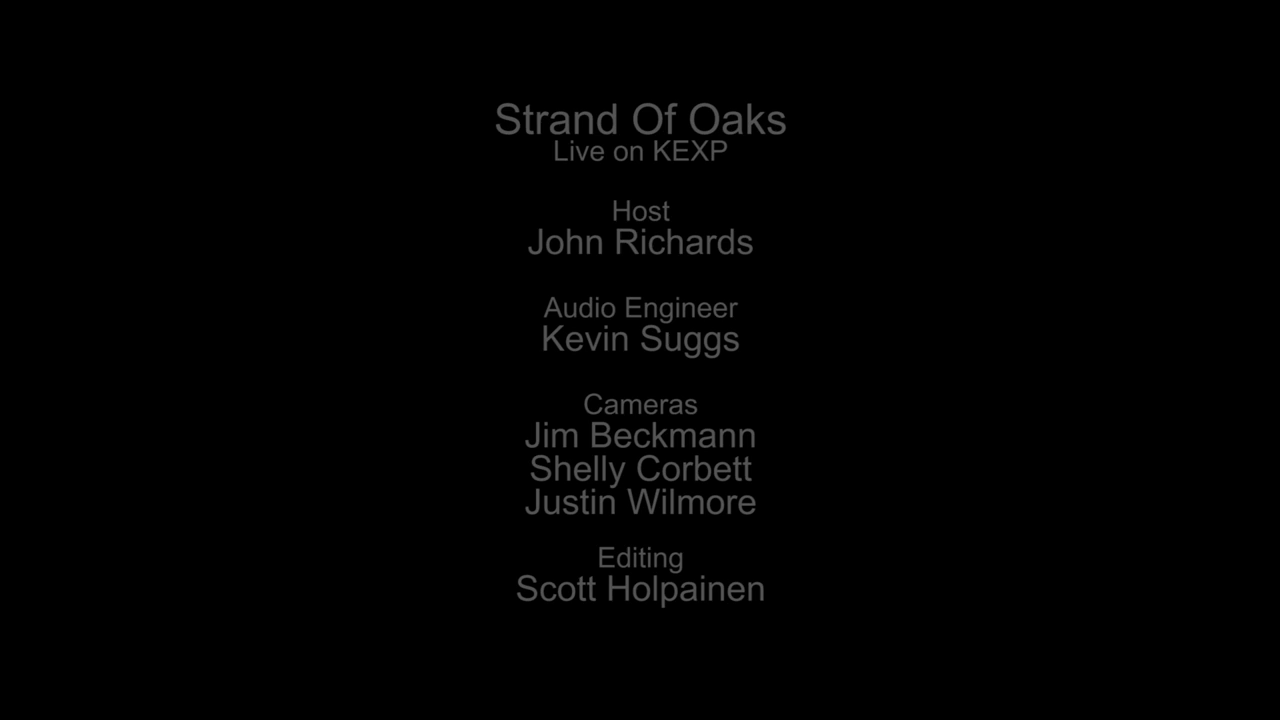 Strand Of Oaks
Live on KEXP
Host
John Richards
Audio Engineer
Kevin Suggs
Cameras
Jim Beckmann
Shelly Corbett
Justin Wilmore
Editing
Scott Holpainen